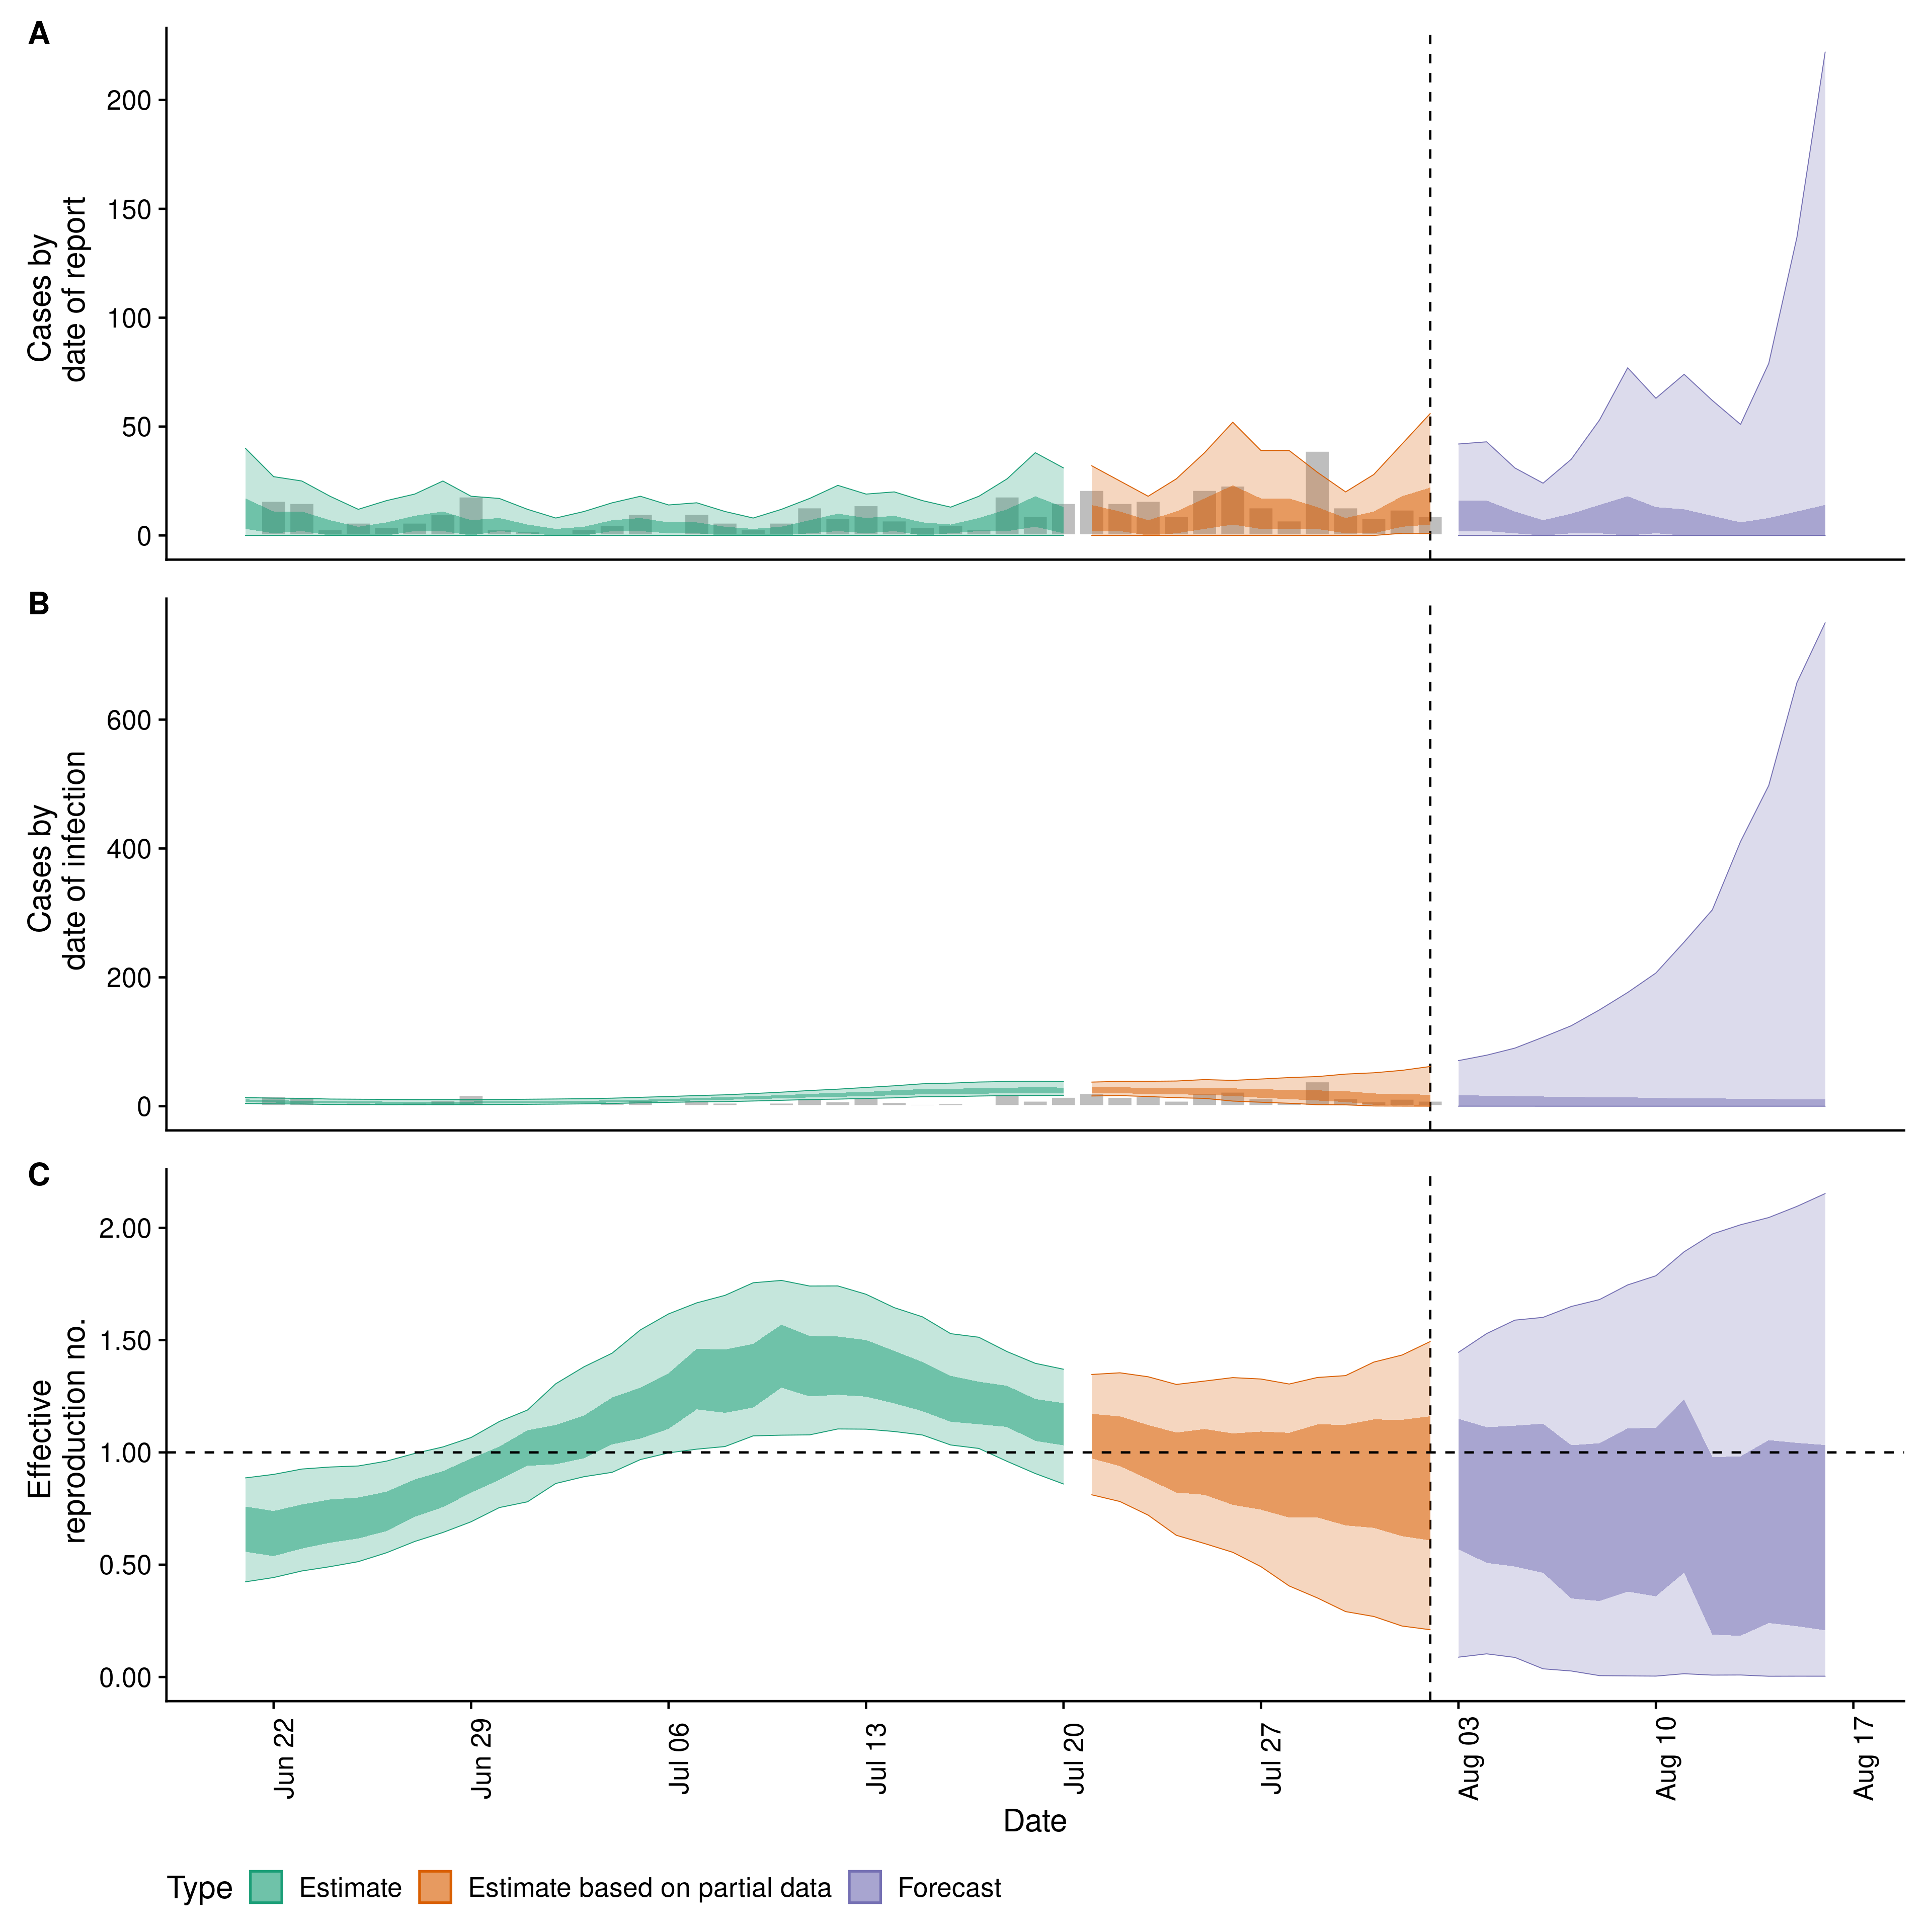 A
Cases by
date of report
200
150
100
50
0
B
Cases by
date of infection
600
400
200
0
C
Effective
reproduction no.
2.00
1.50
1.00
0.50
0.00
Jun 22
Jun 29
Jul 06
Jul 13
Jul 20
Jul 27
Aug 03
Aug 10
Aug 17
Date
Type Estimate Estimate based on partial data Forecast